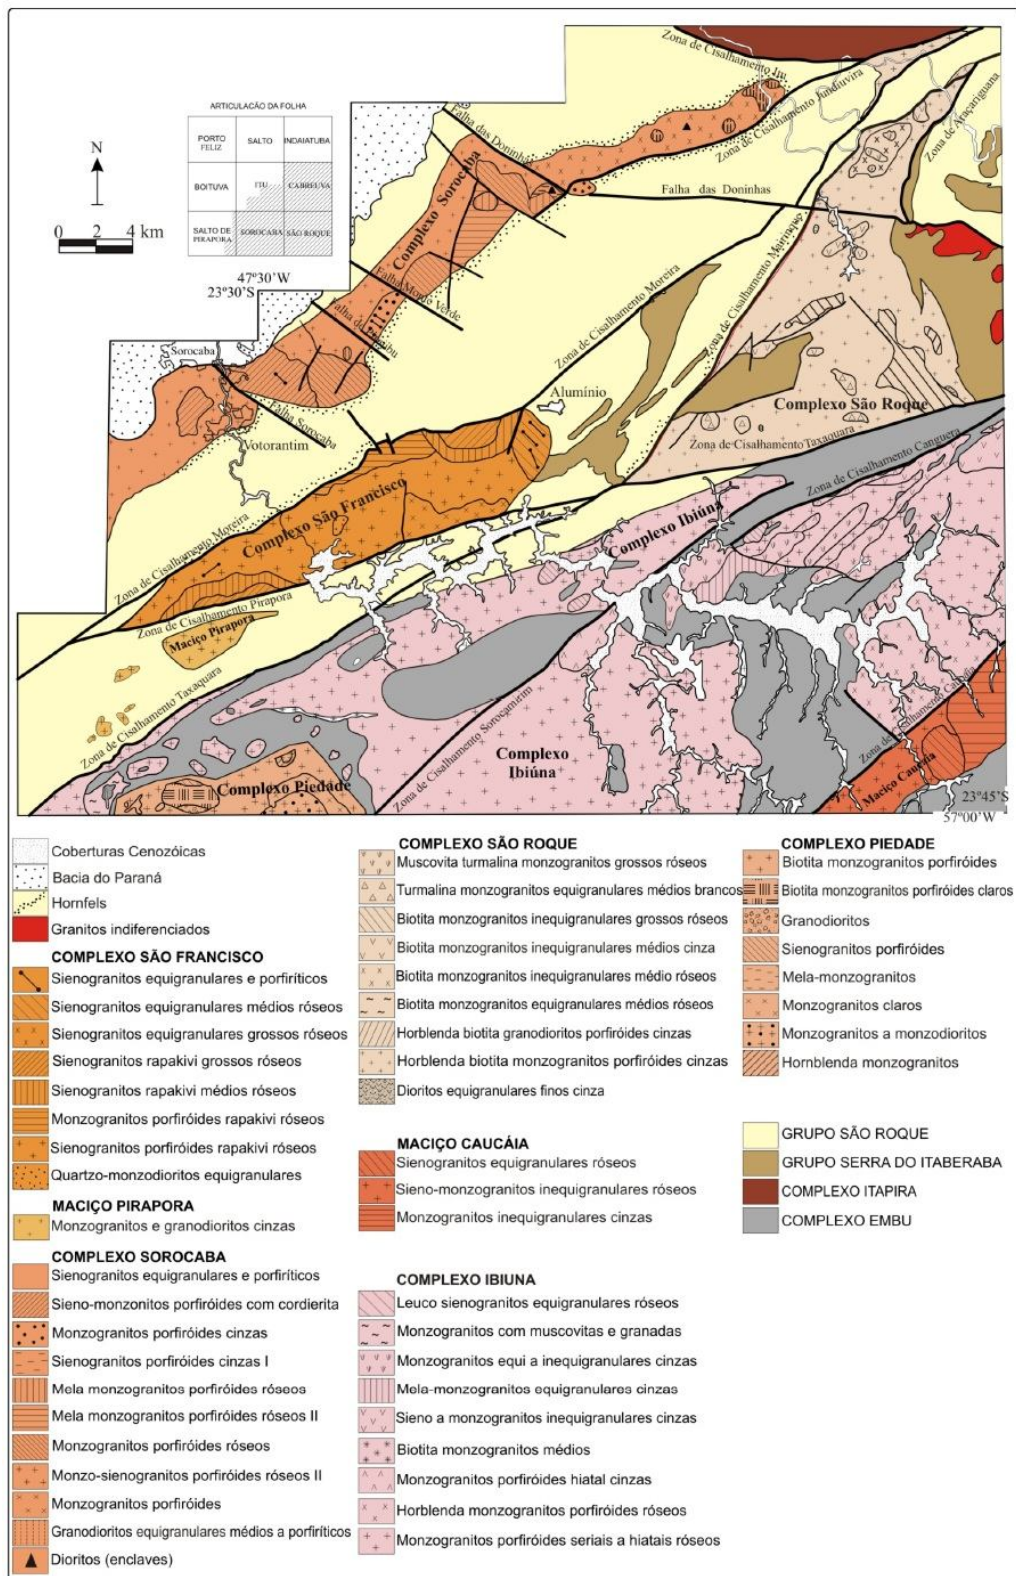 Zona de Cisalhamento Itu
Zona de Cisalhamento Jundiuvira
Zona de Cisalhamento Araçariguana
ARTICULACÃO DA FOLHA
PORTO FELIZ
SALTO
INDAIATUBA
BOITUVA
ITU
CABREUVA
SALTO DE PIRAPORA
SOROCABA
SÃO ROQUE
N
0 2 4 km
47º30'W
23º30'S
Falha das Doninhas
Complexo Sorocaba
Falha das Doninhas
Zona de Cisalhamento Mairinque
Falha Monte Verde
Zona de Cisalhamento Moreira
Sorocaba
Falha Sorocaba
Votorantim
Alumínio
Complexo São Roque
Zona de Cisalhamento Taxaquara
Zona de Cisalhamento Canguera
Complexo São Francisco
Complexo Ibiúna
Zona de Cisalhamento Moreira
Zona de Cisalhamento Pirapora
Maciço Pirapora
Zona de Cisalhamento Taxaquara
Zona de Cisalhamento Sorocamirim
Complexo Ibiúna
Complexo Piedade
Maciço Caucáia
23º45'S
57º00'W
Coberturas Cenozóicas
Bacia do Paraná
Hornfels
Granitos indiferenciados
COMPLEXO SÃO FRANCISCO
Sienogranitos equigranulares e porfiríticos
Sienogranitos equigranulares médios róseos
Sienogranitos equigranulares grossos róseos
Sienogranitos rapakivi grossos róseos
Sienogranitos rapakivi médios róseos
Monzogranitos porfiróides rapakivi róseos
Sienogranitos porfiróides rapakivi róseos
Quartzo-monzodioritos equigranulares
MACIÇO PIRAPORA
Monzogranitos e granodioritos cinzas
COMPLEXO SOROCABA
Sienogranitos equigranulares e porfiríticos
Sieno-monzonitos porfiróides com cordierita
Monzogranitos porfiróides cinzas
Sienogranitos porfiróides cinzas I
Mela monzogranitos porfiróides róseos
Mela monzogranitos porfiróides róseos II
Monzogranitos porfiróides róseos
Monzo-sienogranitos porfiróides róseos II
Monzogranitos porfiróides
Granodioritos equigranulares médios a porfiríticos
Dioritos (enclaves)
COMPLEXO SÃO ROQUE
Muscovita turmalina monzogranitos grossos róseos
Turmalina monzogranitos equigranulares médios brancos
Biotita monzogranitos inequigranulares grossos róseos
Biotita monzogranitos inequigranulares médios cinza
Biotita monzogranitos inequigranulares médio róseos
Biotita monzogranitos equigranulares médios róseos
Horblenda biotita granodioritos porfiróides cinzas
Horblenda biotita monzogranitos porfiróides cinzas
Dioritos equigranulares finos cinza
MACIÇO CAUCÁIA
Sienogranitos equigranulares róseos
Sieno-monzogranitos inequigranulares róseos
Monzogranitos inequigranulares cinzas
COMPLEXO IBIUNA
Leuco sienogranitos equigranulares róseos
Monzogranitos com muscovitas e granadas
Monzogranitos equi a inequigranulares cinzas
Mela-monzogranitos equigranulares cinzas
Sieno a monzogranitos inequigranulares cinzas
Biotita monzogranitos médios
Monzogranitos porfiróides hiatal cinzas
Horblenda monzogranitos porfiróides róseos
Monzogranitos porfiróides seriais a hiatais róseos
COMPLEXO PIEDADE
Biotita monzogranitos porfiróides
Biotita monzogranitos porfiróides claros
Granodioritos
Sienogranitos porfiróides
Mela-monzogranitos
Monzogranitos claros
Monzogranitos a monzodioritos
Hornblenda monzogranitos
GRUPO SÃO ROQUE
GRUPO SERRA DO ITABERABA
COMPLEXO ITAPIRA
COMPLEXO EMBU